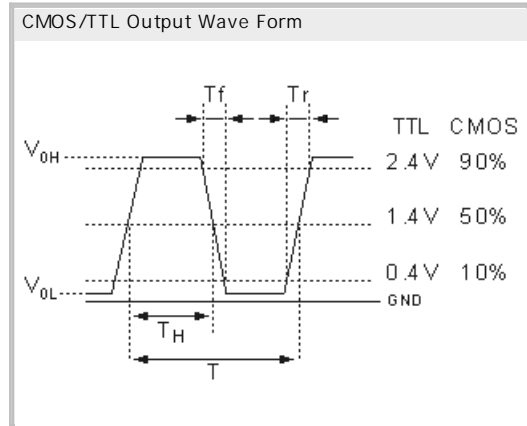 CMOS/TTL Output Wave Form
Tf Tr
TTL CMOS
VOH
2.4V 90%
1.4V 50%
0.4V 10%
VOL
GND
TH
T